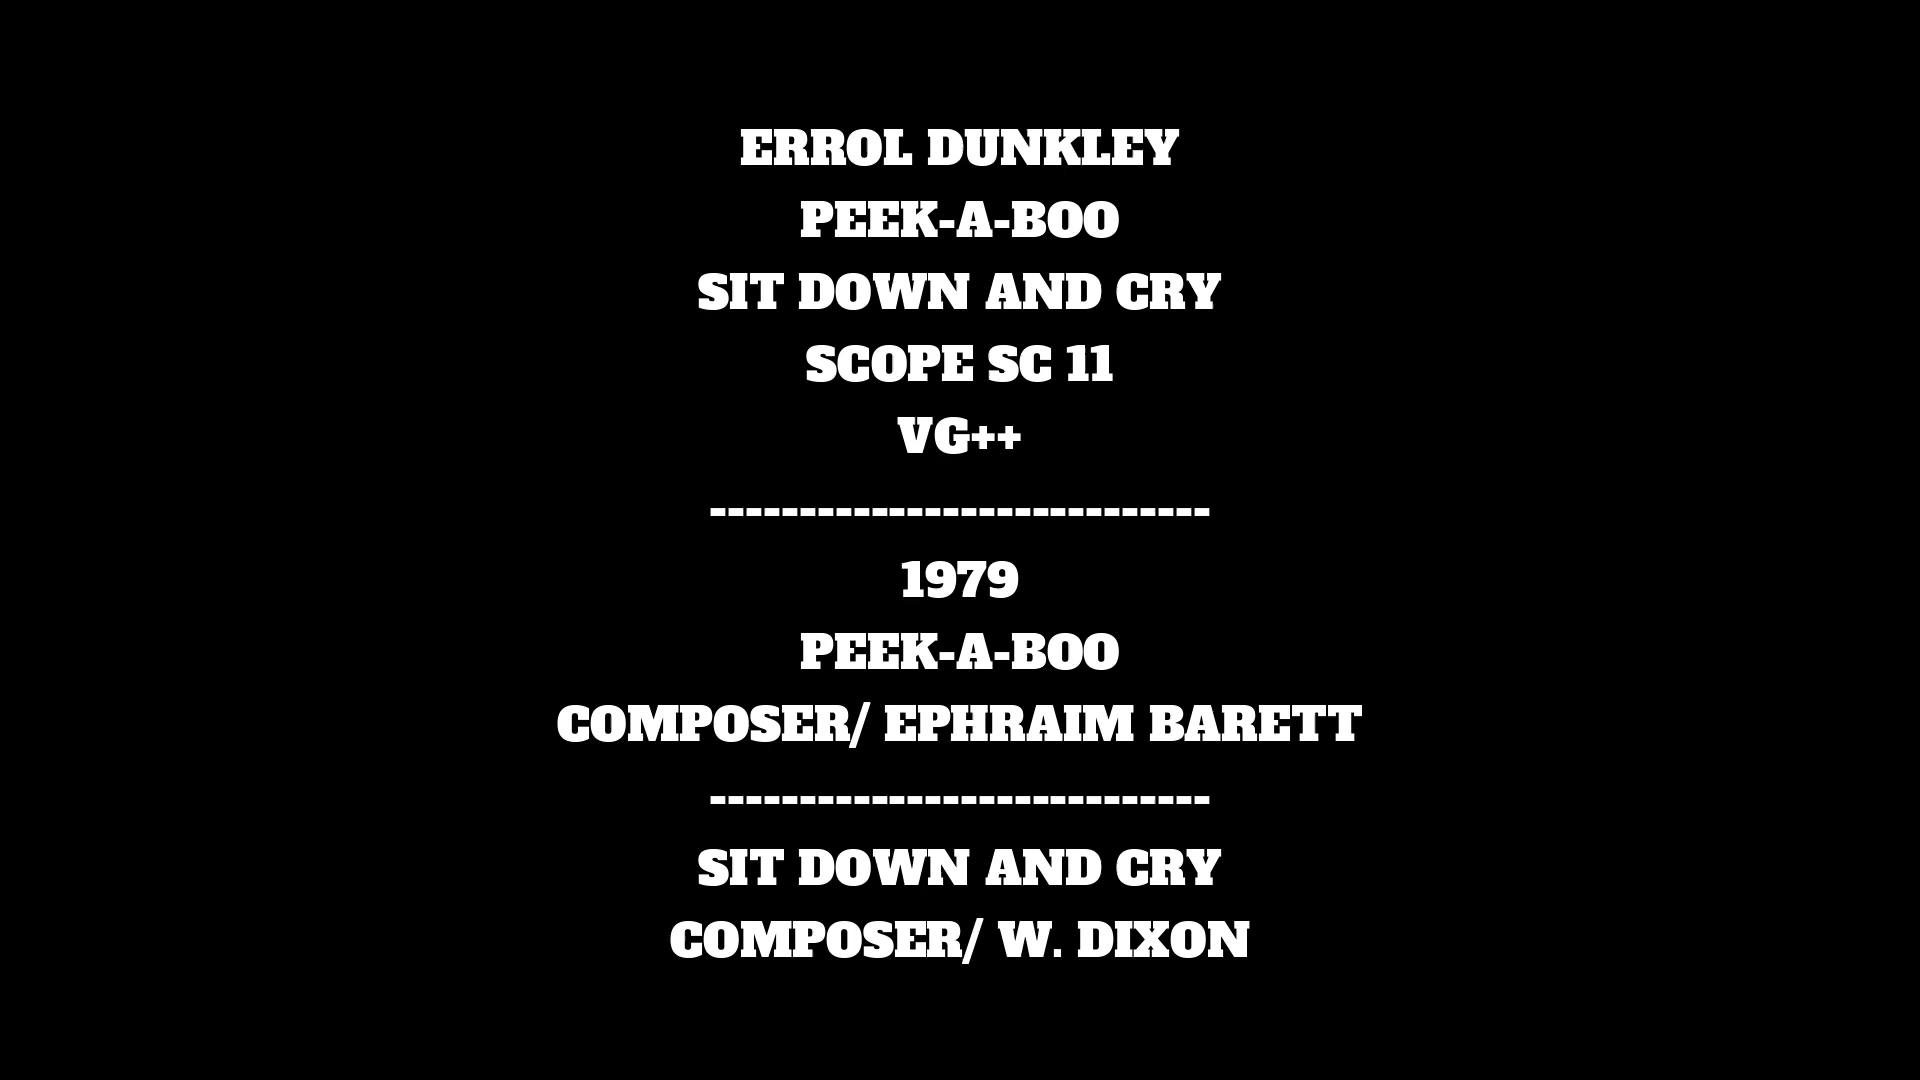 ERROL DUNKLEY
PEEK-A-BOO
SIT DOWN AND CRY
SCOPE SC 11
VG++
----------------------------
1979
PEEK-A-BOO
COMPOSER/ EPHRAIM BARETT
----------------------------
SIT DOWN AND CRY
COMPOSER/ W. DIXON